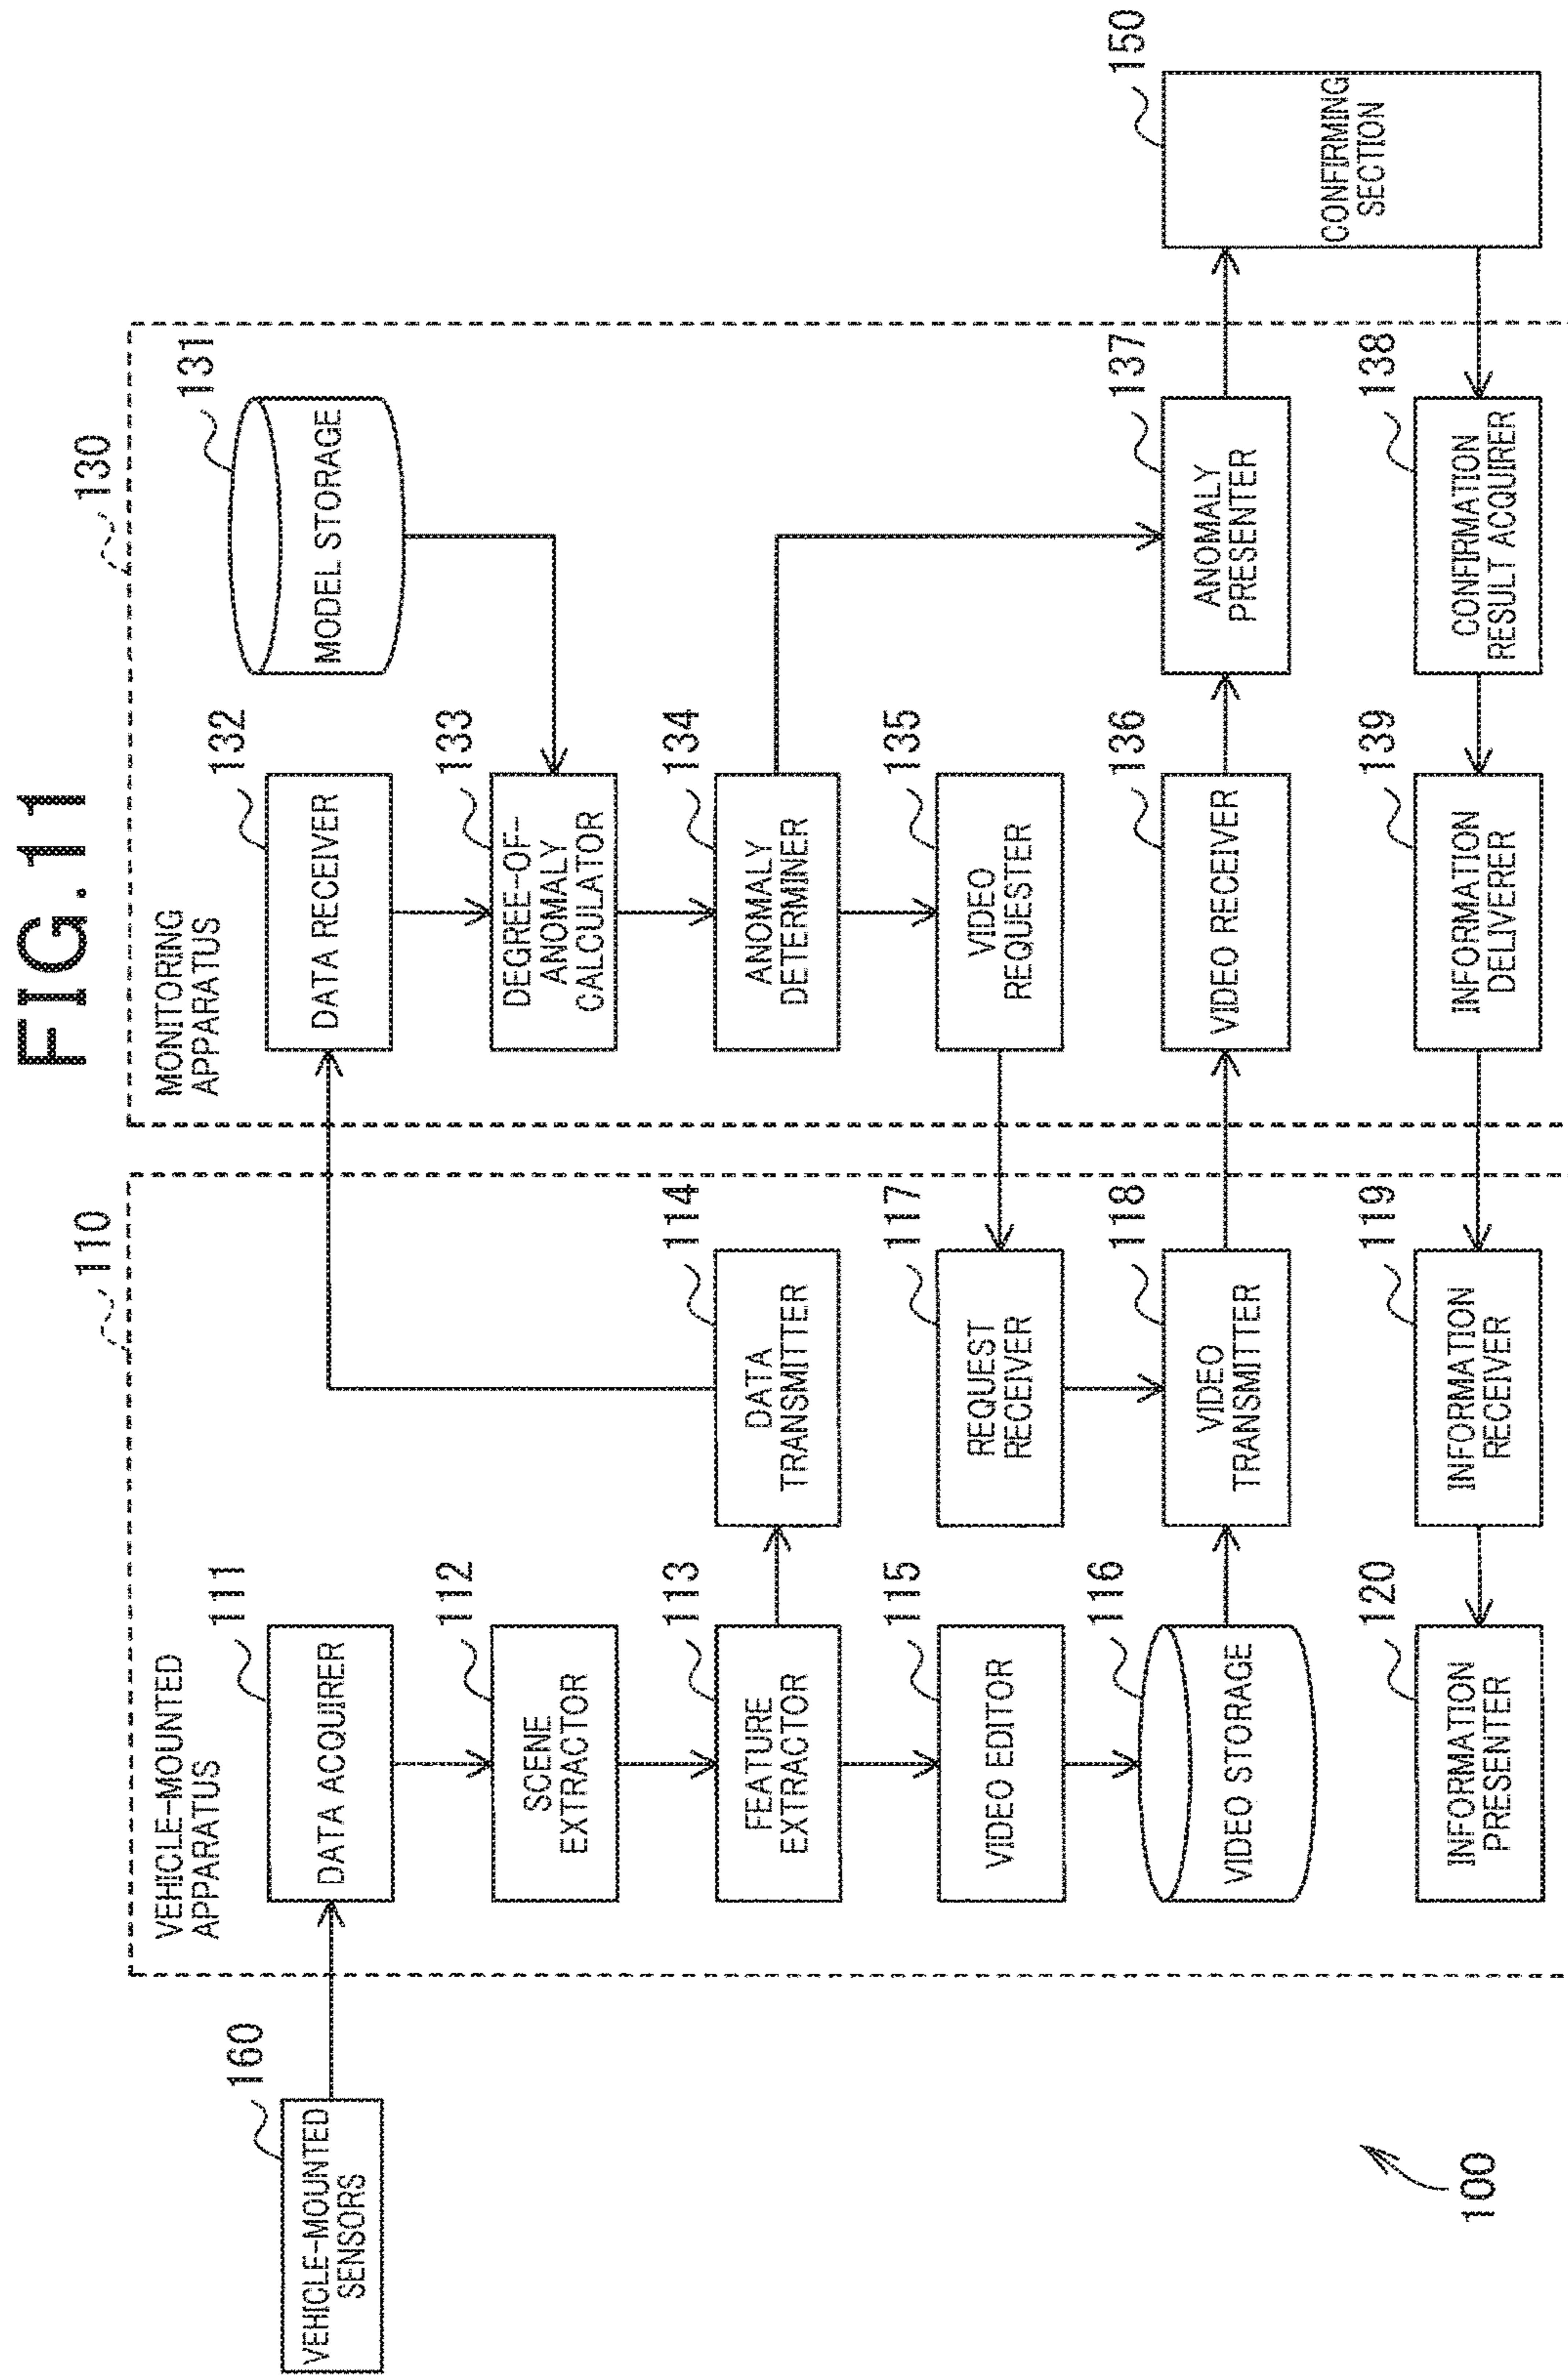 FIG.11
100
160
VEHICLE-MOUNTED
SENSORS
110
VEHICLE-MOUNTED
APPARATUS
111
DATA ACQUIRER
112
SCENE
EXTRACTOR
113
FEATURE
EXTRACTOR
114
DATA
TRANSMITTER
115
VIDEO EDITOR
116
VIDEO STORAGE
117
REQUEST
RECEIVER
118
VIDEO
TRANSMITTER
119
INFORMATION
RECEIVER
120
INFORMATION
PRESENTER
130
MONITORING
APPARATUS
131
MODEL STORAGE
132
DATA RECEIVER
133
DEGREE-OF-
ANOMALY
CALCULATOR
134
ANOMALY
DETERMINER
135
VIDEO
REQUESTER
136
VIDEO RECEIVER
137
ANOMALY
PRESENTER
138
CONFIRMATION
RESULT ACQUIRER
139
INFORMATION
DELIVERER
150
CONFIRMING
SECTION